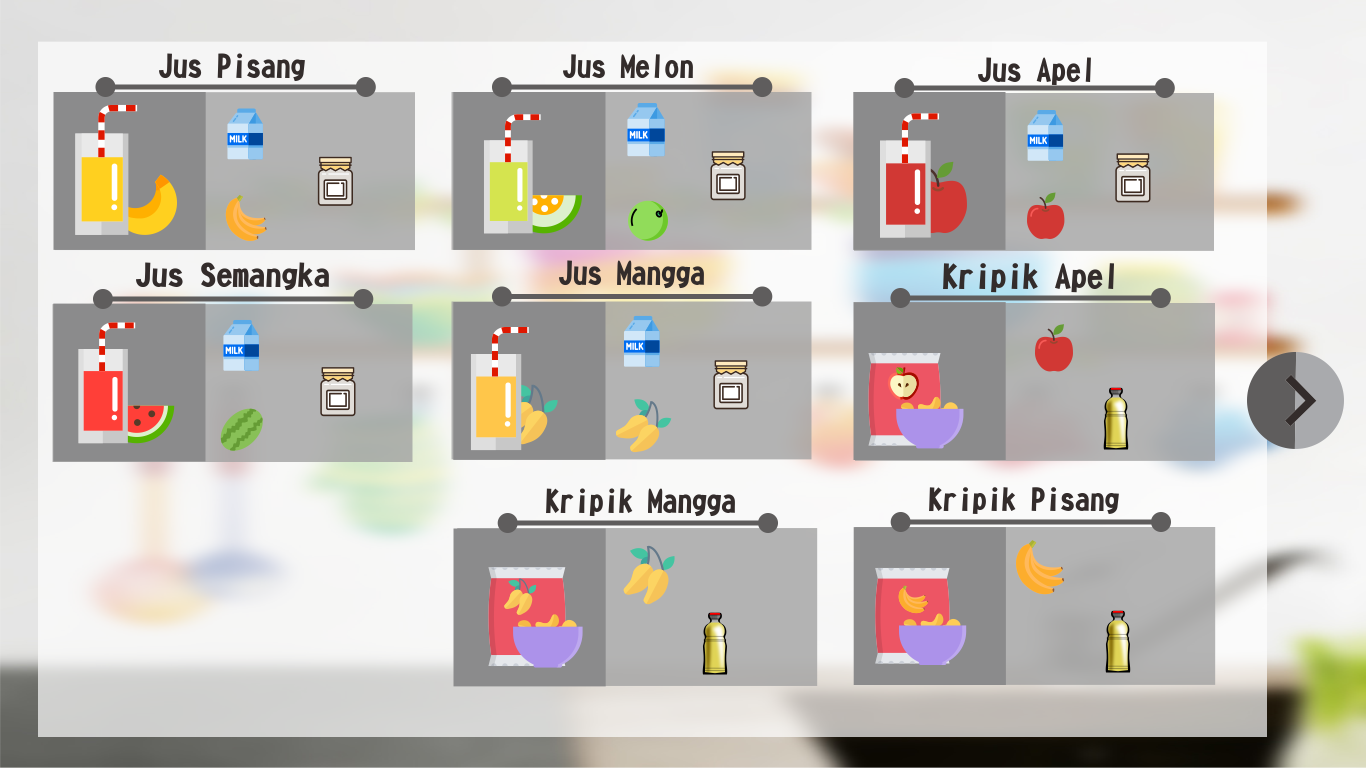 Jus Pisang
Jus Melon
Jus Apel
MILK
MILK
MILK
Jus Semangka
Jus Mangga
Kripik Apel
MILK
MILK
Kripik Mangga
Kripik Pisang